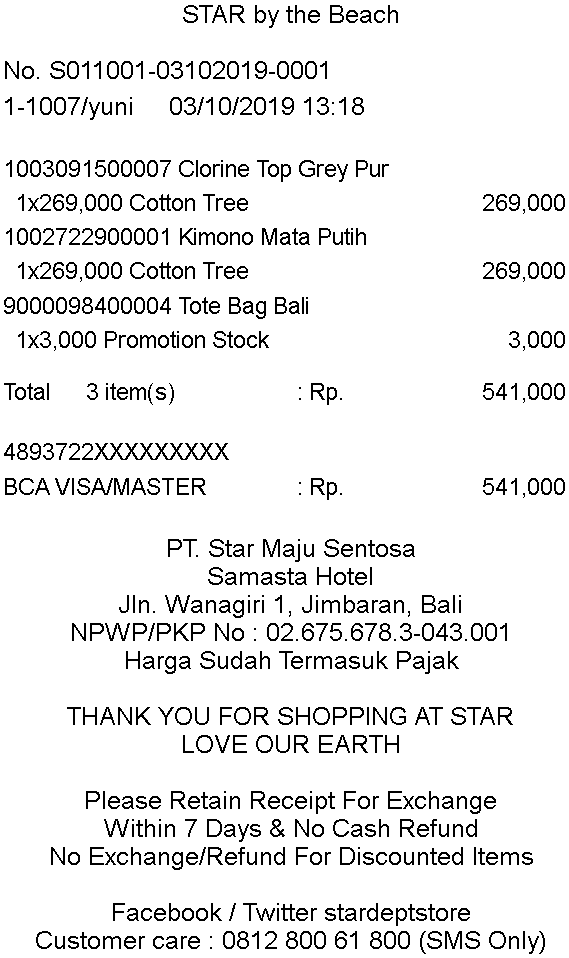 STAR by the Beach
No. S011001-03102019-0001
1-1007/yuni 03/10/2019 13:18
1003091500007 Clorine Top Grey Pur
1x269,000 Cotton Tree 269,000
1002722900001 Kimono Mata Putih
1x269,000 Cotton Tree 269,000
9000098400004 Tote Bag Bali
1x3,000 Promotion Stock 3,000
Total 3 item(s) : Rp. 541,000
4893722XXXXXXXXX
BCA VISA/MASTER : Rp. 541,000
PT. Star Maju Sentosa
Samasta Hotel
Jln. Wanagiri 1, Jimbaran, Bali
NPWP/PKP No : 02.675.678.3-043.001
Harga Sudah Termasuk Pajak
THANK YOU FOR SHOPPING AT STAR
LOVE OUR EARTH
Please Retain Receipt For Exchange
Within 7 Days & No Cash Refund
No Exchange/Refund For Discounted Items
Facebook / Twitter stardeptstore
Customer care : 0812 800 61 800 (SMS Only)